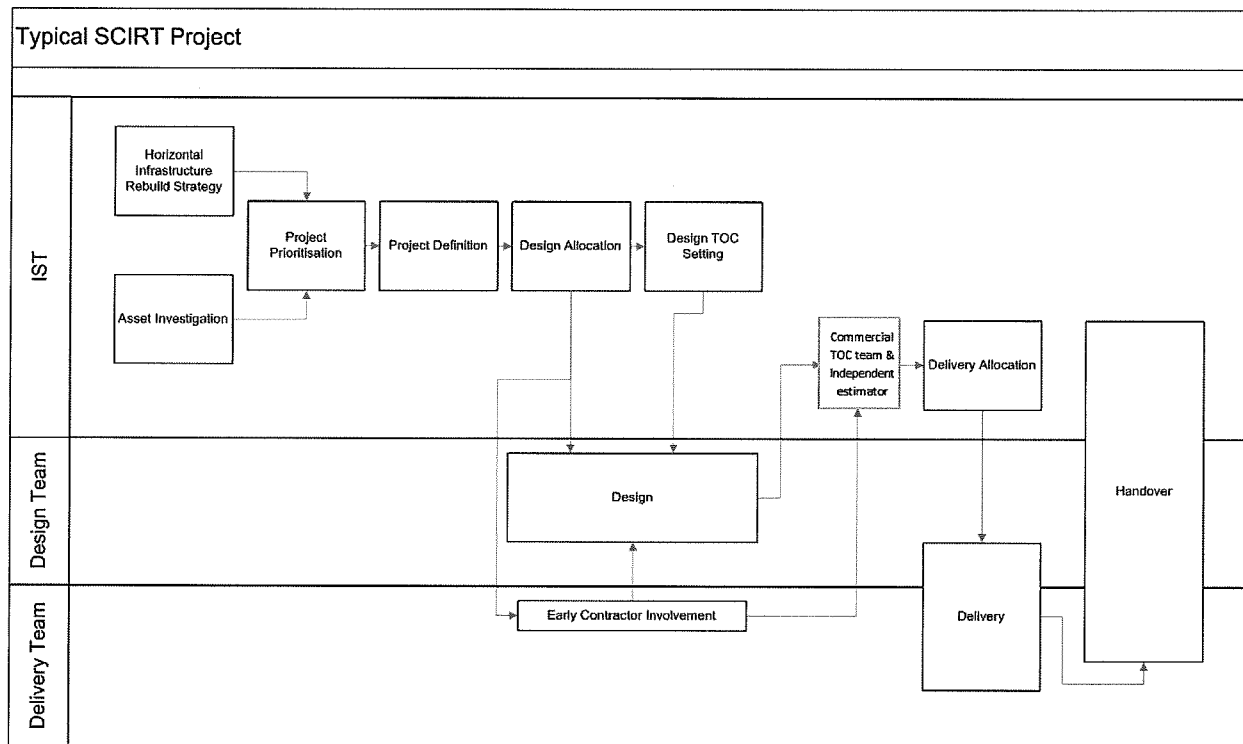 Typical SCIRT Project
IST
Horizontal
Infrastructure
Rebuild Strategy
Asset Investigation
Project
Prioritisation
Project Definition
Design Allocation
Design TOC
Setting
Commercial
TOC team &
Independent
estimator
Delivery Allocation
Handover
Design Team
Design
Delivery Team
Early Contractor Involvement
Delivery